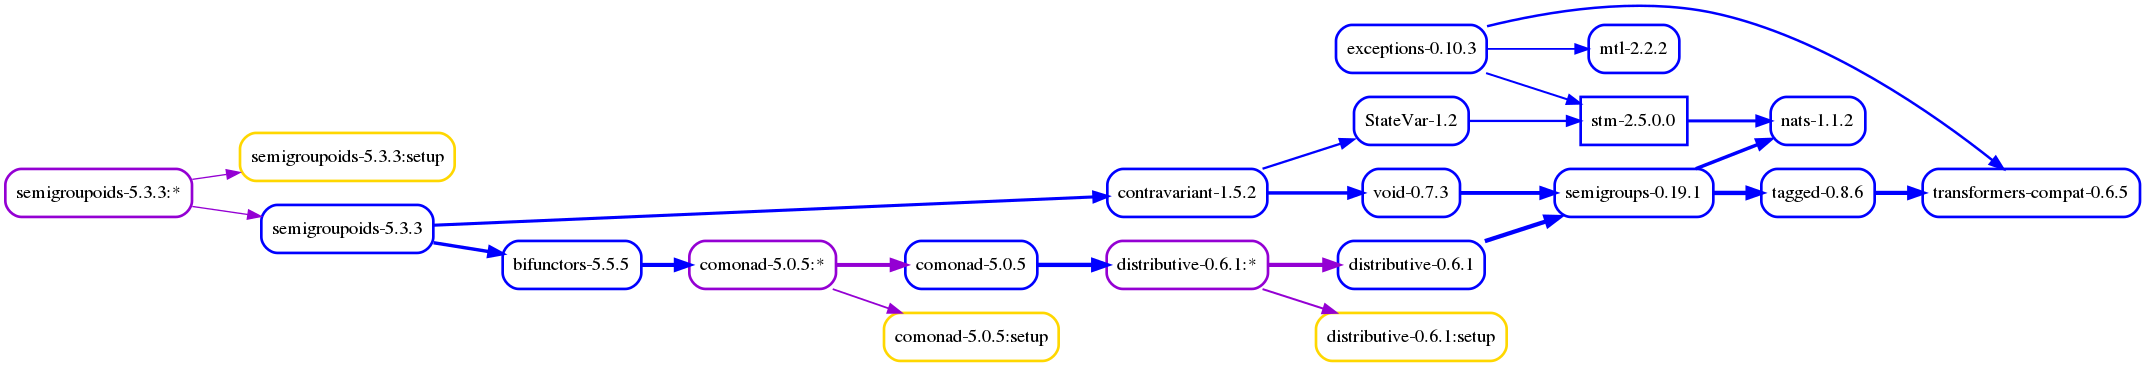 exceptions-0.10.3
mtl-2.2.2
StateVar-1.2
stm-2.5.0.0
nats-1.1.2
semigroupoids-5.3.3:setup
semigroupoids-5.3.3:*
contravariant-1.5.2
void-0.7.3
semigroups-0.19.1
tagged-0.8.6
transformers-compat-0.6.5
semigroupoids-5.3.3
bifunctors-5.5.5
comonad-5.0.5:*
comonad-5.0.5
distributive-0.6.1:*
distributive-0.6.1
comonad-5.0.5:setup
distributive-0.6.1:setup